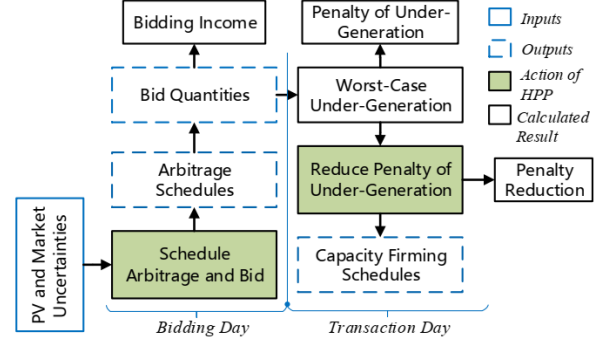 Bidding Income
Penalty of Under-
Generation
Inputs
Outputs
Action of
HPP
Calculated
Result
Bid Quantities
Worst-Case
Under-Generation
Arbitrage
Schedules
Reduce Penalty of
Under-Generation
Penalty
Reduction
PV and Market
Uncertainties
Schedule
Arbitrage and Bid
Capacity Firming
Schedules
Bidding Day
Transaction Day